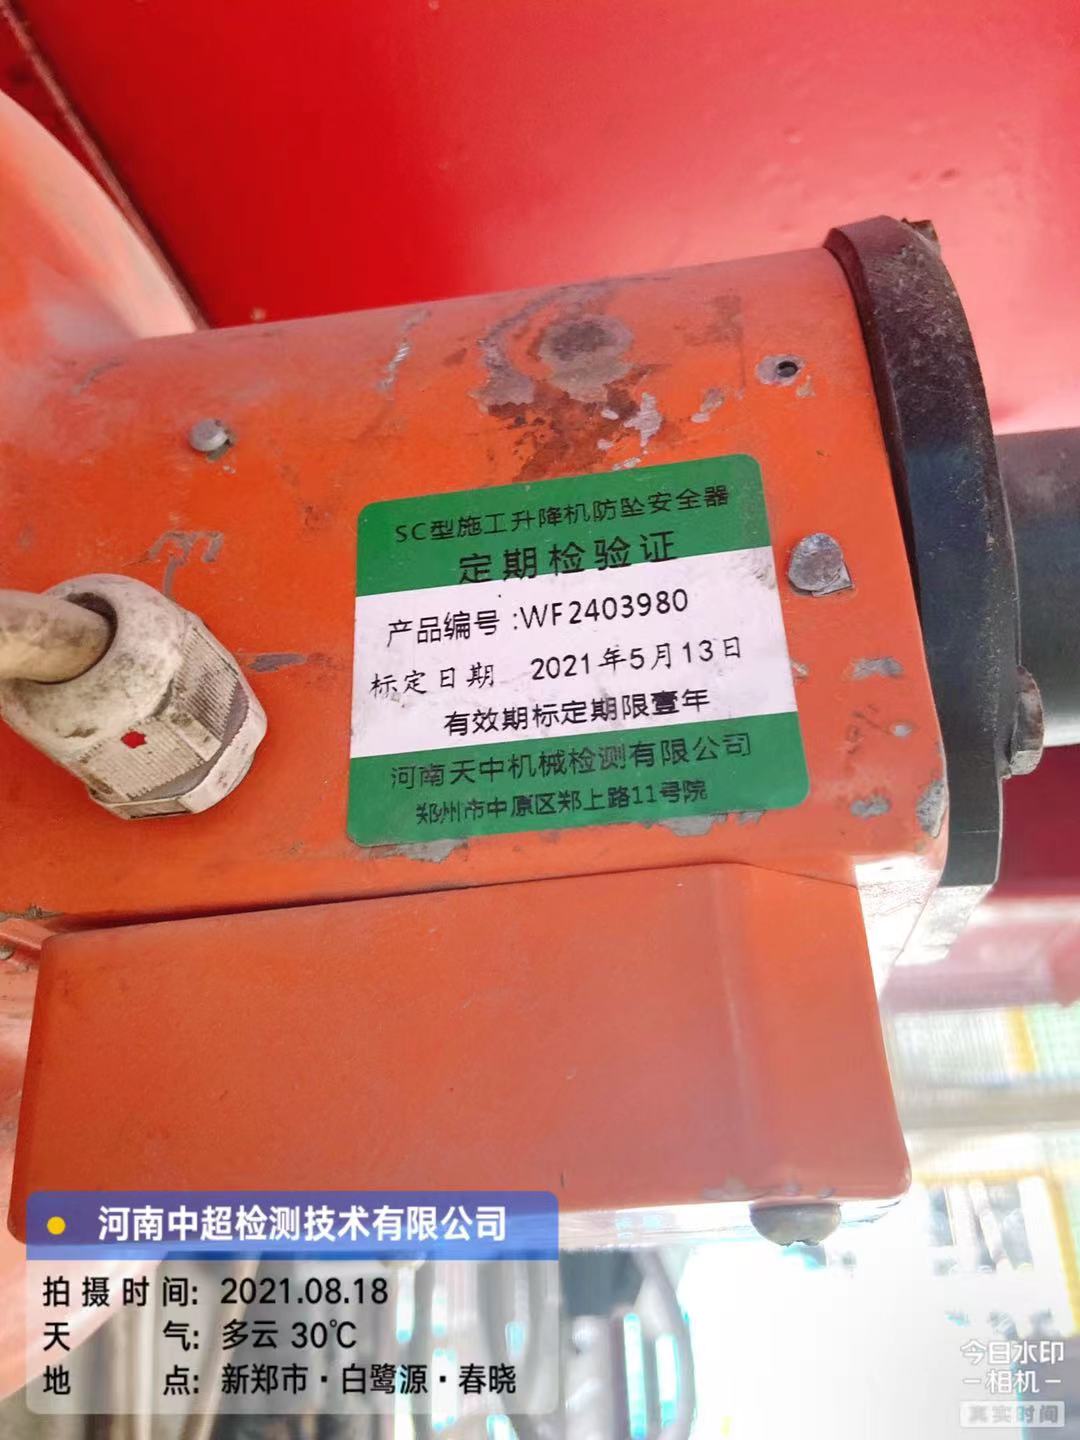 SC型施工升降机防坠安全器
定期检验证
产品编号:WF2403980
标定日期 2021年5月13日
有效期标定期限壹年
河南天中机械检测有限公司
郑州市中原区郑上路11号院
河南中超检测技术有限公司
拍摄时间: 2021.08.18
天气: 多云 30℃
地点: 新郑市·白鹭源·春晓
今日水印
-相机-
真实时间